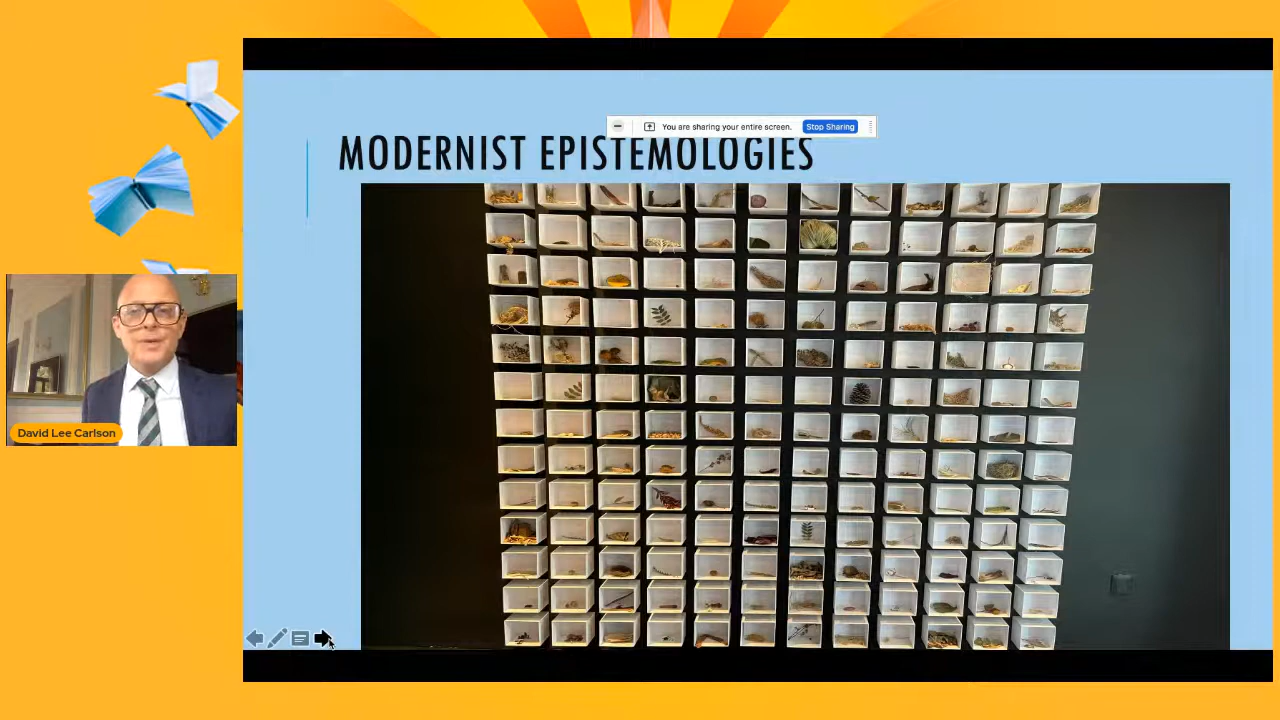 You are sharing your entire screen. Stop Sharing
MODERNIST EPISTEMOLOGIES
David Lee Carlson